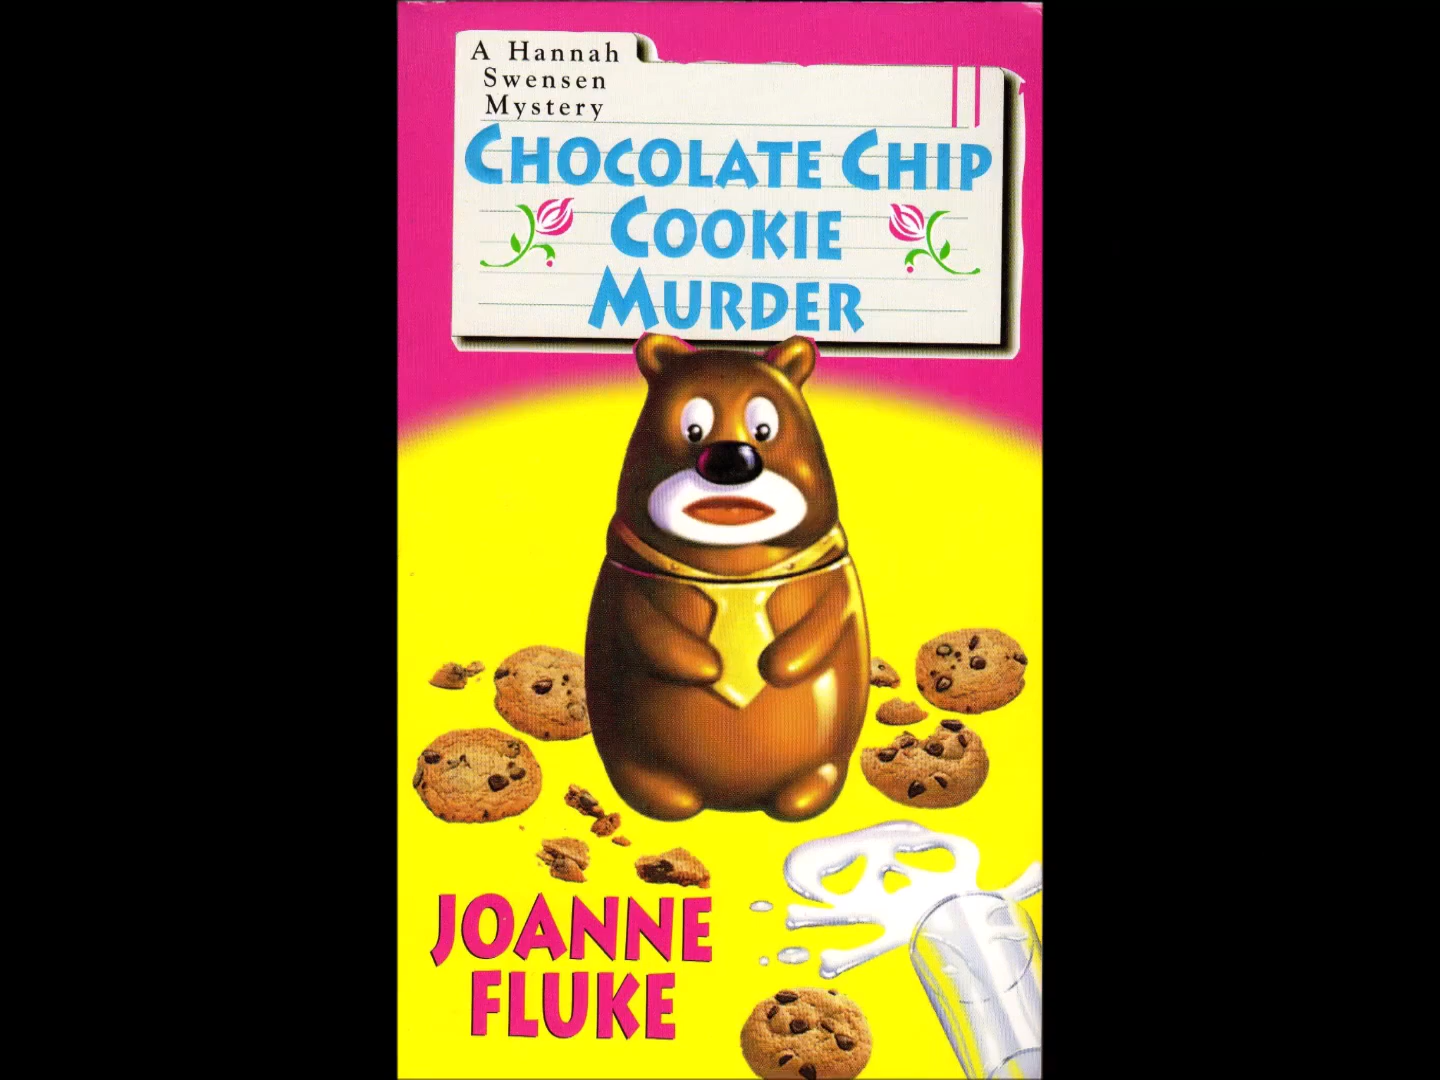 A Hannah
Swensen
Mystery
CHOCOLATE CHIP
COOKIE
MURDER
JOANNE
FLUKE